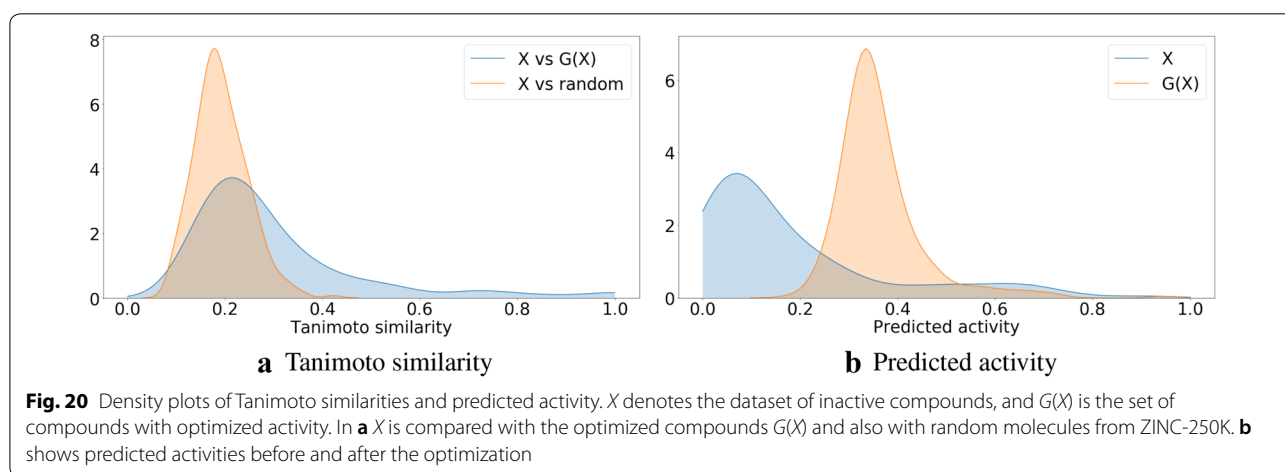 8
6
4
2
0
X vs G(X)
X vs random
0.0 0.2 0.4 0.6 0.8 1.0
Tanimoto similarity
a Tanimoto similarity
6
4
2
0
X
G(X)
0.0 0.2 0.4 0.6 0.8 1.0
Predicted activity
b Predicted activity
Fig. 20 Density plots of Tanimoto similarities and predicted activity. X denotes the dataset of inactive compounds, and G(X) is the set of
compounds with optimized activity. In a X is compared with the optimized compounds G(X) and also with random molecules from ZINC-250K. b
shows predicted activities before and after the optimization